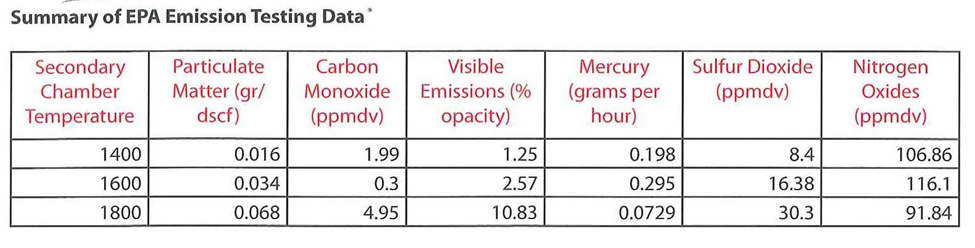 Summary of EPA Emission Testing Data*
Secondary Chamber Temperature | Particulate Matter (gr/ dscf) | Carbon Monoxide (ppmdv) | Visible Emissions (% opacity) | Mercury (grams per hour) | Sulfur Dioxide (ppmdv) | Nitrogen Oxides (ppmdv)
1400 | 0.016 | 1.99 | 1.25 | 0.198 | 8.4 | 106.86
1600 | 0.034 | 0.3 | 2.57 | 0.295 | 16.38 | 116.1
1800 | 0.068 | 4.95 | 10.83 | 0.0729 | 30.3 | 91.84